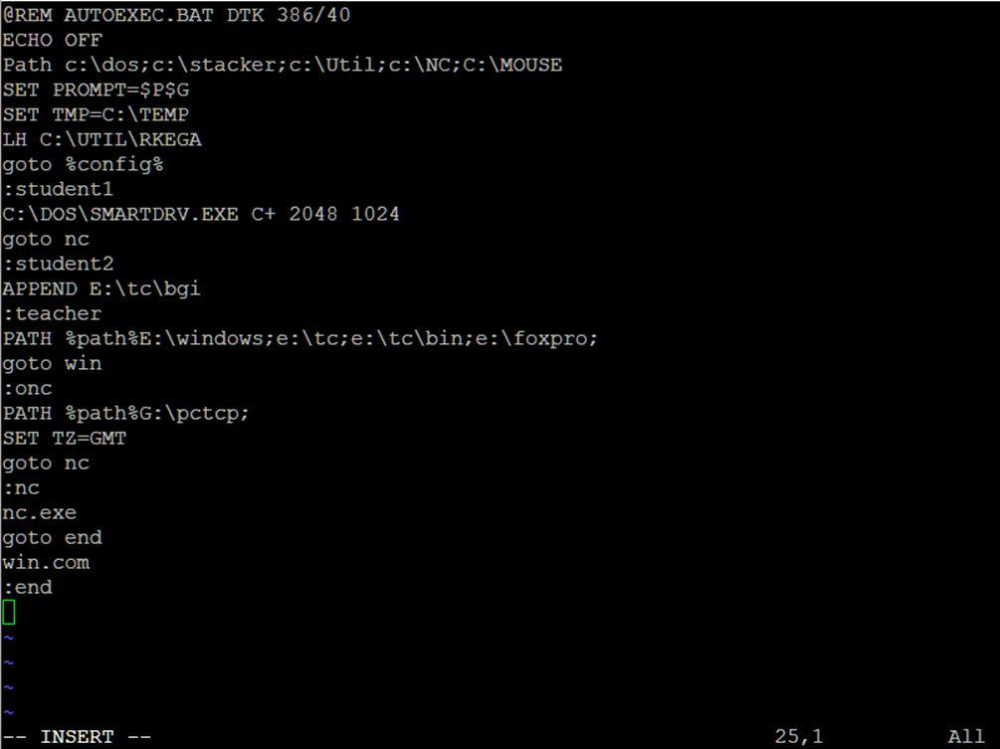 @REM AUTOEXEC.BAT DTK 386/40
ECHO OFF
Path c:\dos;c:\stacker;c:\Util;c:\NC;C:\MOUSE
SET PROMPT=$P$G
SET TMP=C:\TEMP
LH C:\UTIL\RKEGA
goto %config%
:student1
C:\DOS\SMARTDRV.EXE C+ 2048 1024
goto nc
:student2
APPEND E:\tc\bgi
:teacher
PATH %path%E:\windows;e:\tc;e:\tc\bin;e:\foxpro;
goto win
:onc
PATH %path%G:\pctcp;
SET TZ=GMT
goto nc
:nc
nc.exe
goto end
win.com
:end
~
~
~
~
-- INSERT -- 25,1 All